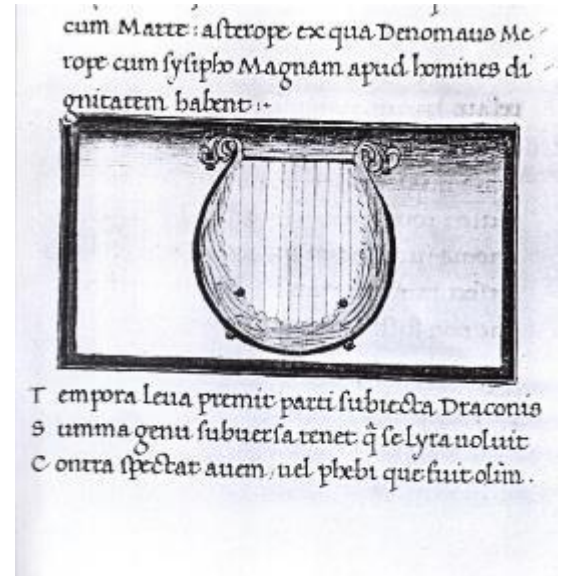 cum Marte: asterope ex qua Denomaus Me
rope cum sysipho Magnam apud homines di
gnitatem habent :
T empora leua premit parti subiecta Draconis
S umma genu subuersa tenet q̃ se lyra uoluit
C ontra spectat auem, uel phebi que fuit olim.